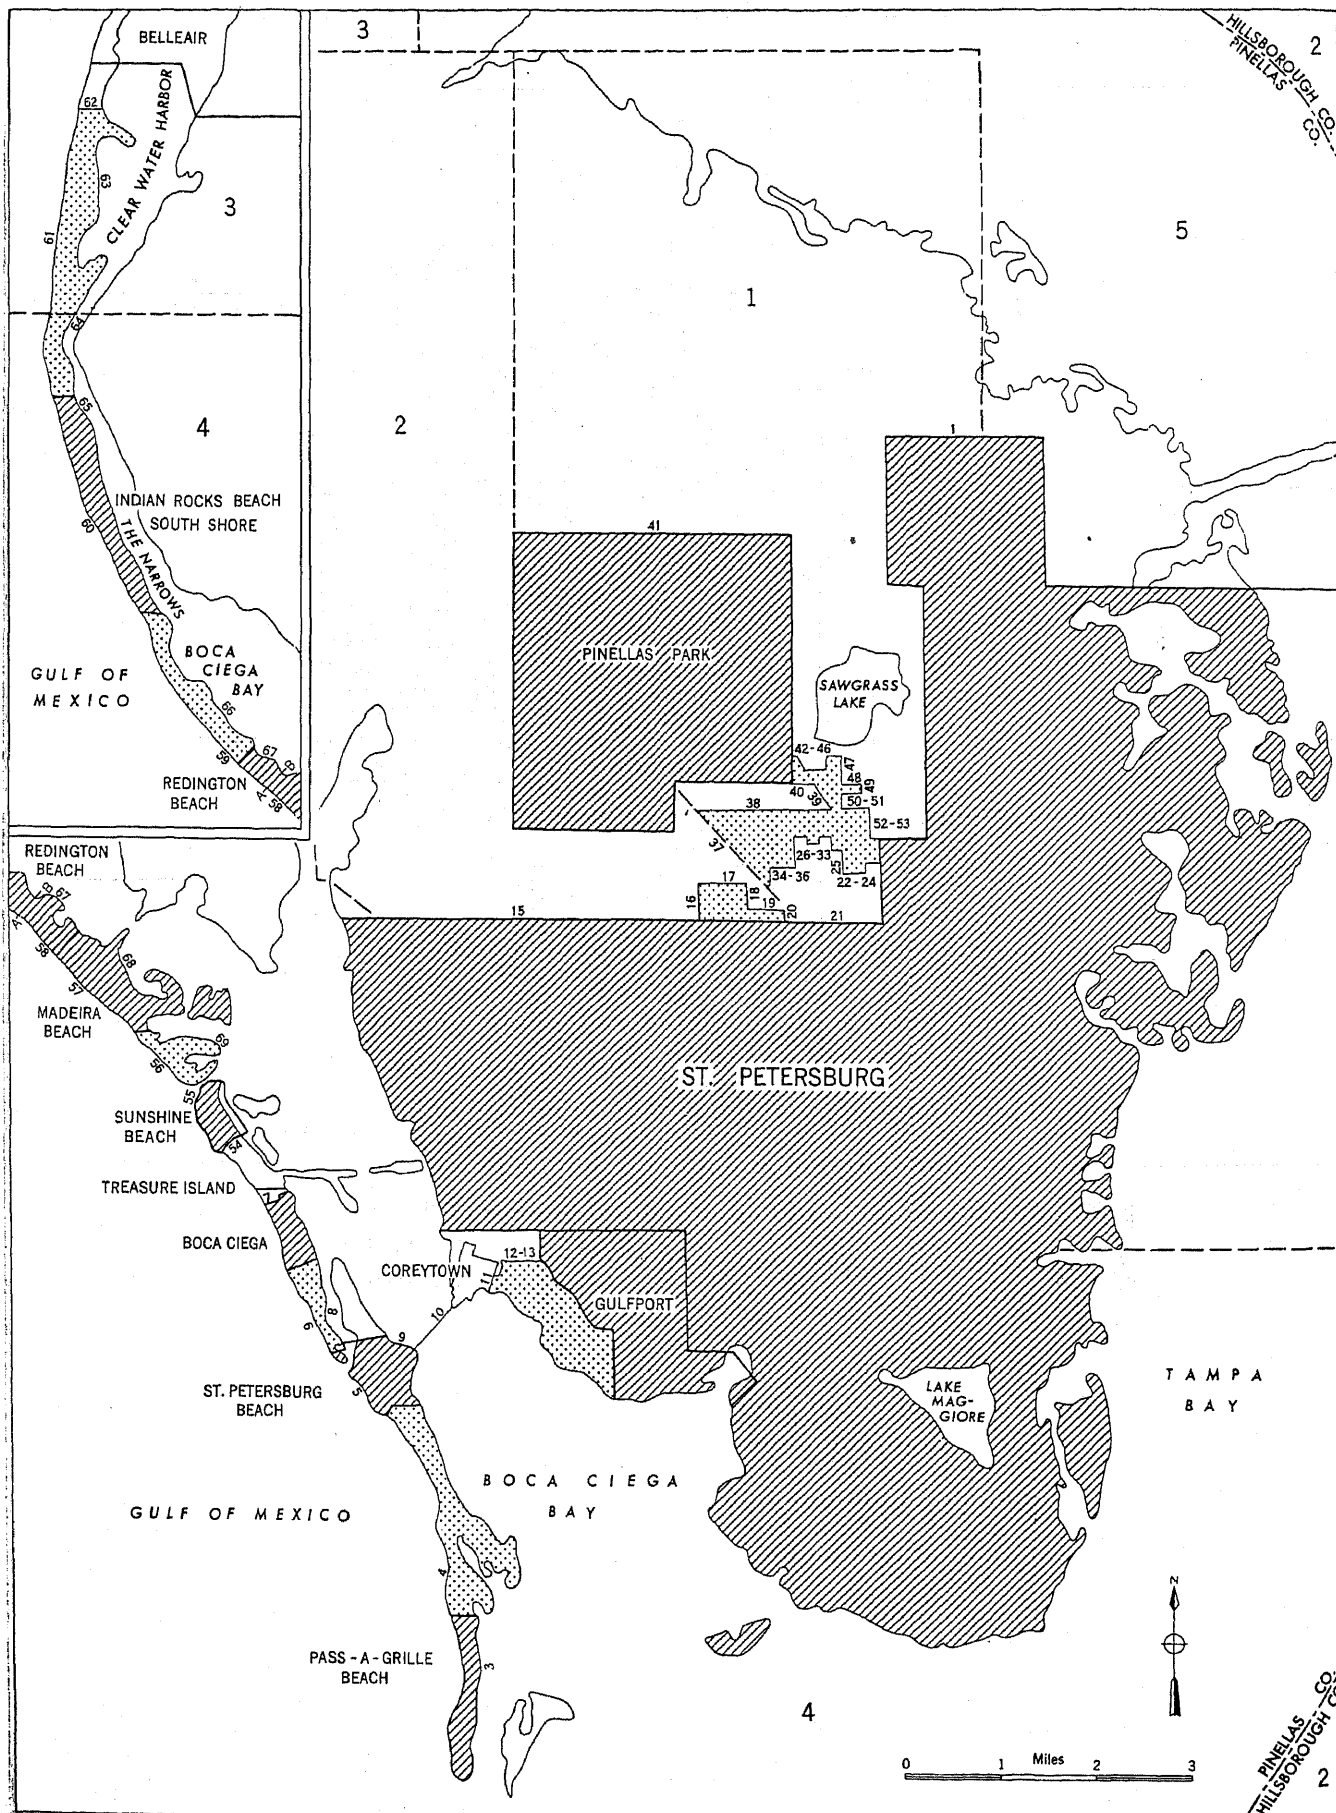 BELLEAIR
62
CLEAR WATER HARBOR
63
3
61
64
65
4
INDIAN ROCKS BEACH
SOUTH SHORE
60
THE NARROWS
BOCA
CIEGA
BAY
GULF OF
MEXICO
66
59
67
B
REDINGTON
BEACH
A
58
3
HILLSBOROUGH CO.
PINELLAS CO.
2
5
1
2
1
41
PINELLAS PARK
SAWGRASS
LAKE
42-46
47
48
49
40
39
50-51
38
52-53
37
26-33
25
34-36
22-24
17
18
16
19
20
15
21
REDINGTON
BEACH
B
67
A
58
68
57
MADEIRA
BEACH
69
56
55
SUNSHINE
BEACH
54
ST. PETERSBURG
TREASURE ISLAND
7
BOCA CIEGA
COREYTOWN
12-13
11
GULFPORT
10
8
6
9
5
ST. PETERSBURG
BEACH
LAKE
MAG-
GIORE
TAMPA
BAY
BOCA CIEGA
BAY
GULF OF MEXICO
4
N
PASS-A-GRILLE
BEACH
3
4
0 1 Miles 2 3
PINELLAS CO.
HILLSBOROUGH CO.
2